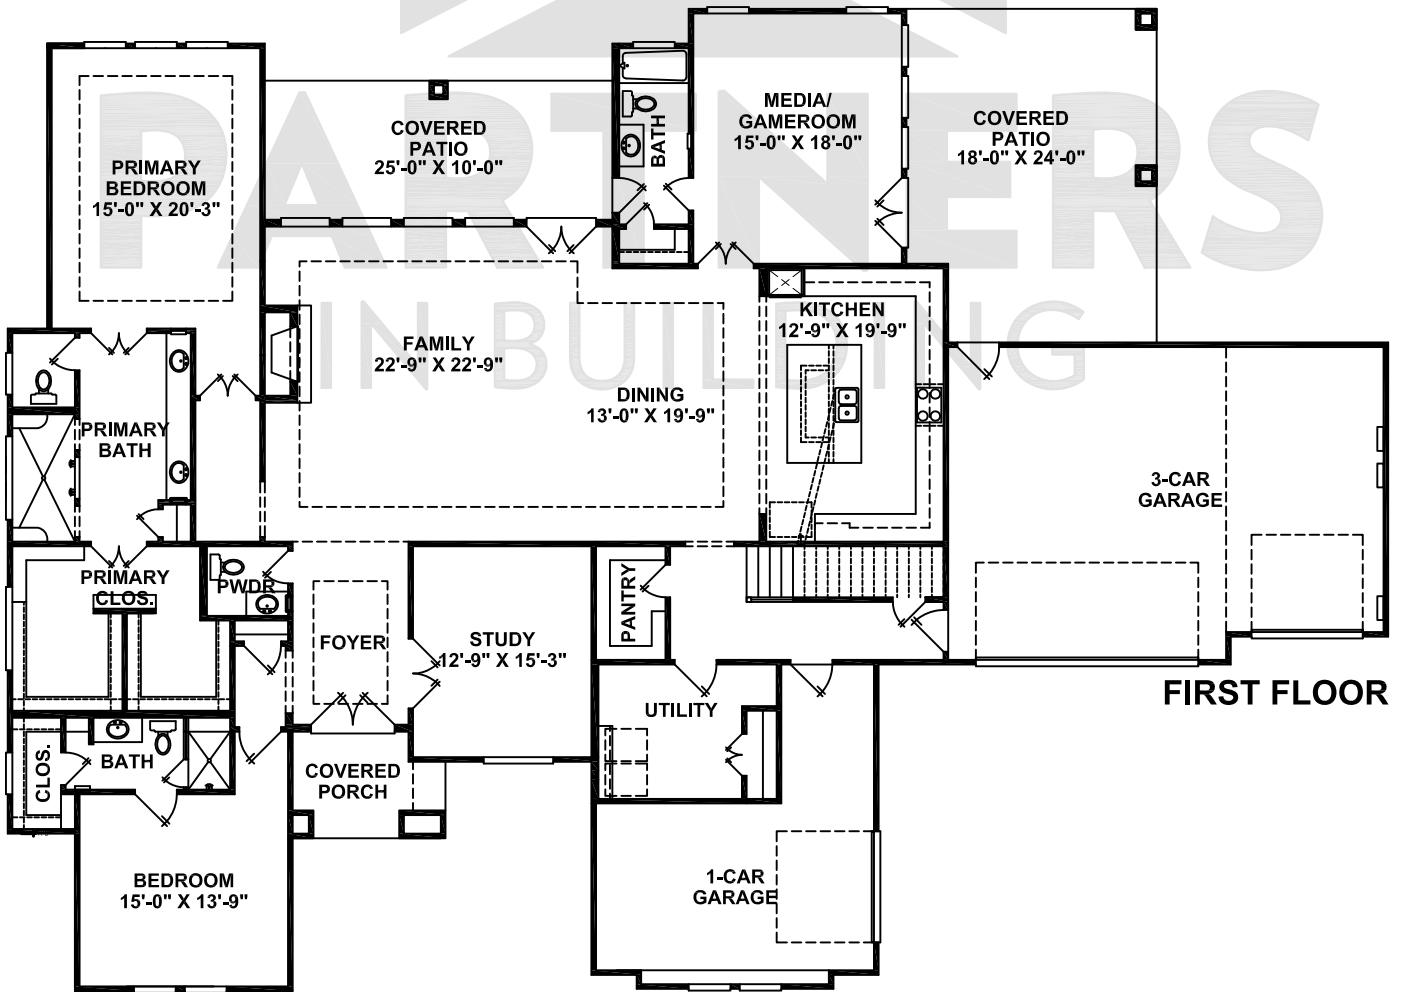 PARTNERS
IN BUILDING
PRIMARY
BEDROOM
15'-0" X 20'-3"
COVERED
PATIO
25'-0" X 10'-0"
BATH
MEDIA/
GAMEROOM
15'-0" X 18'-0"
COVERED
PATIO
18'-0" X 24'-0"
FAMILY
22'-9" X 22'-9"
DINING
13'-0" X 19'-9"
KITCHEN
12'-9" X 19'-9"
PRIMARY
BATH
3-CAR
GARAGE
PRIMARY
CLOS.
PWDR
FOYER
STUDY
12'-9" X 15'-3"
PANTRY
UTILITY
FIRST FLOOR
CLOS.
BATH
COVERED
PORCH
BEDROOM
15'-0" X 13'-9"
1-CAR
GARAGE